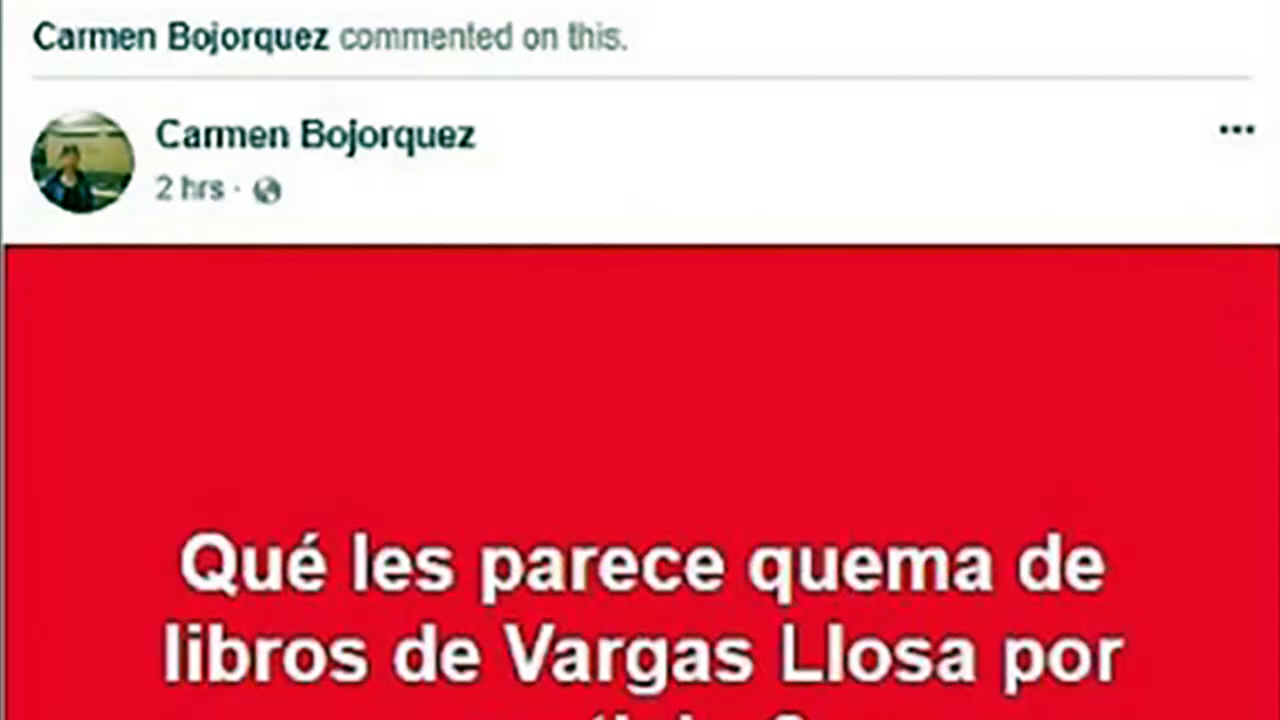 Carmen Bojorquez commented on this.
Carmen Bojorquez
2 hrs ·
Qué les parece quema de
libros de Vargas Llosa por